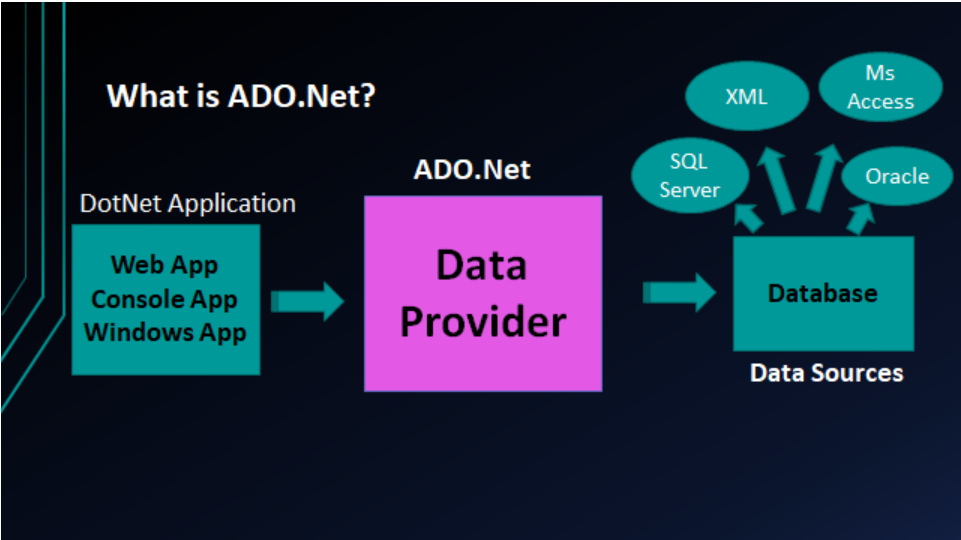 What is ADO.Net?
DotNet Application
Web App
Console App
Windows App
ADO.Net
Data
Provider
XML
Ms
Access
SQL
Server
Oracle
Database
Data Sources